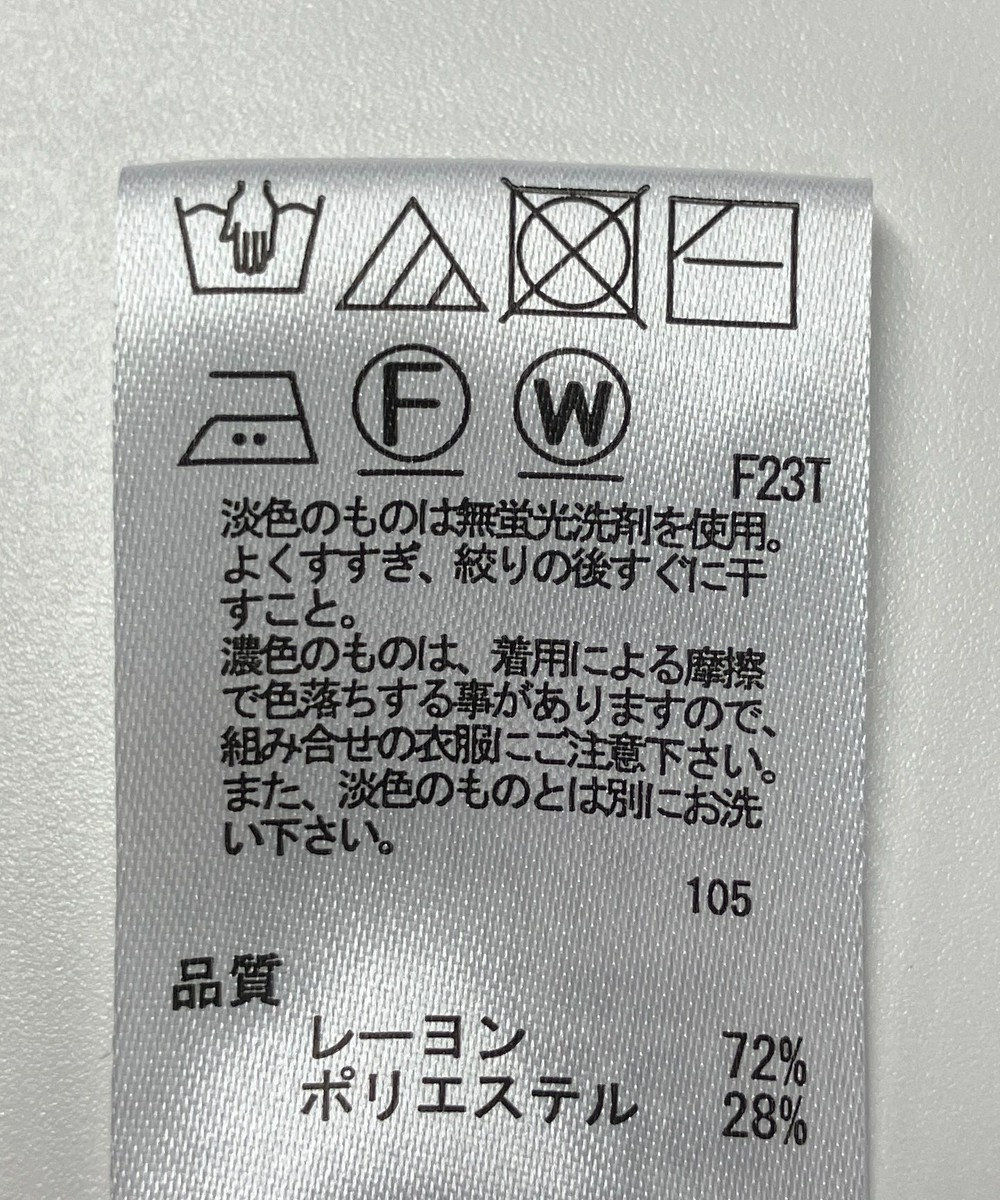 F
W
F23T
淡色のものは無蛍光洗剤を使用。
よくすすぎ、絞りの後すぐに干
すこと。
濃色のものは、着用による摩擦
で色落ちする事がありますので、
組み合せの衣服にご注意下さい。
また、淡色のものとは別にお洗
い下さい。
105
品質
レーヨン 72%
ポリエステル 28%